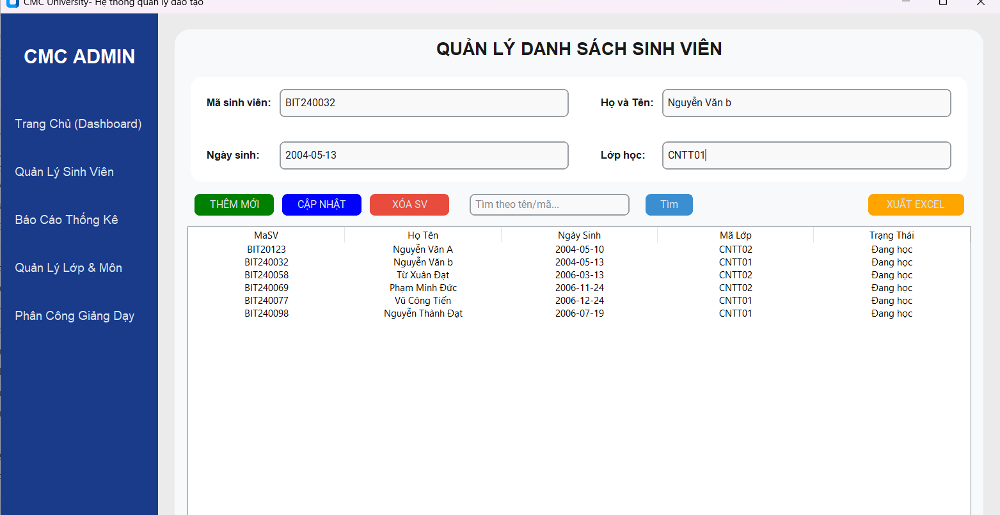 CMC University- Hệ thống quản lý đào tạo
CMC ADMIN
Trang Chủ (Dashboard)
Quản Lý Sinh Viên
Báo Cáo Thống Kê
Quản Lý Lớp & Môn
Phân Công Giảng Dạy
QUẢN LÝ DANH SÁCH SINH VIÊN
Mã sinh viên: BIT240032 Họ và Tên: Nguyễn Văn b
Ngày sinh: 2004-05-13 Lớp học: CNTT01
THÊM MỚI CẬP NHẬT XÓA SV Tìm theo tên/mã... Tìm XUẤT EXCEL
MaSV Họ Tên Ngày Sinh Mã Lớp Trạng Thái
BIT20123 Nguyễn Văn A 2004-05-10 CNTT02 Đang học
BIT240032 Nguyễn Văn b 2004-05-13 CNTT01 Đang học
BIT240058 Từ Xuân Đạt 2006-03-13 CNTT02 Đang học
BIT240069 Phạm Minh Đức 2006-11-24 CNTT02 Đang học
BIT240077 Vũ Công Tiến 2006-12-24 CNTT01 Đang học
BIT240098 Nguyễn Thành Đạt 2006-07-19 CNTT01 Đang học